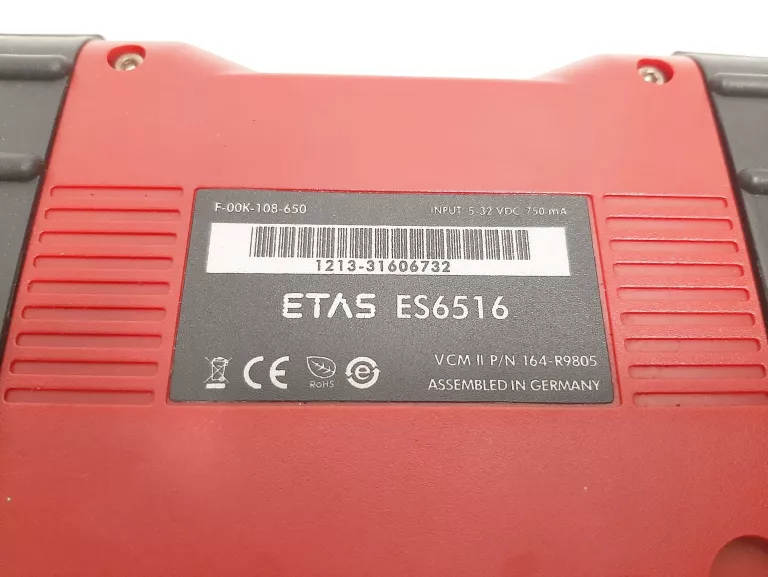 F-00K-108-650
INPUT 5-32 VDC 750 mA
1213-31606732
ETAS ES6516
CE RoHS e
VCM II P/N 164-R9805
ASSEMBLED IN GERMANY